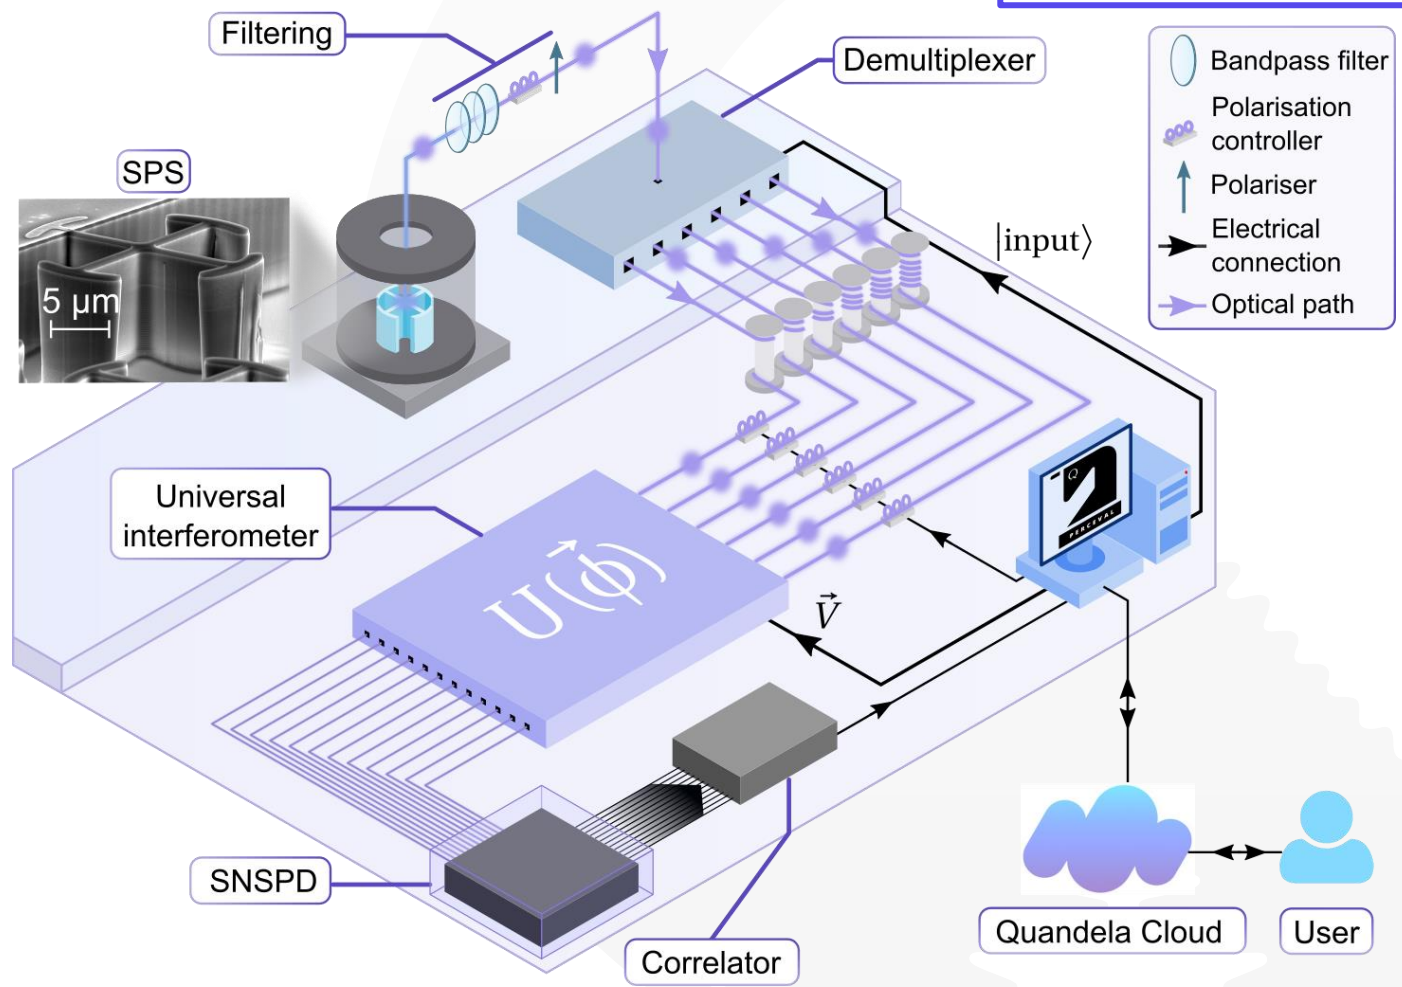 Filtering
Demultiplexer
Bandpass filter
Polarisation
controller
Polariser
Electrical
connection
Optical path
SPS
5 µm
|input⟩
Universal
interferometer
U(ϕ⃗)
V⃗
Q
PERCEVAL
SNSPD
Correlator
Quandela Cloud
User